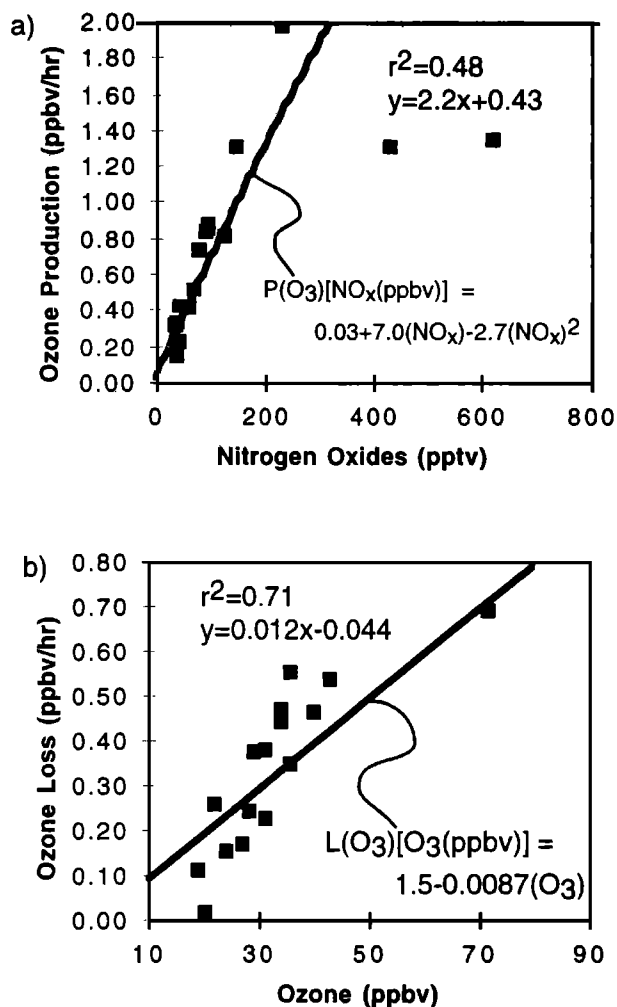 a)
Ozone Production (ppbv/hr)
2.00
1.80
1.60
1.40
1.20
1.00
0.80
0.60
0.40
0.20
0.00
r²=0.48
y=2.2x+0.43
P(O₃)[NOₓ(ppbv)] =
0.03+7.0(NOₓ)-2.7(NOₓ)²
0 200 400 600 800
Nitrogen Oxides (pptv)
b)
Ozone Loss (ppbv/hr)
0.80
0.70
0.60
0.50
0.40
0.30
0.20
0.10
0.00
r²=0.71
y=0.012x-0.044
L(O₃)[O₃(ppbv)] =
1.5-0.0087(O₃)
10 30 50 70 90
Ozone (ppbv)